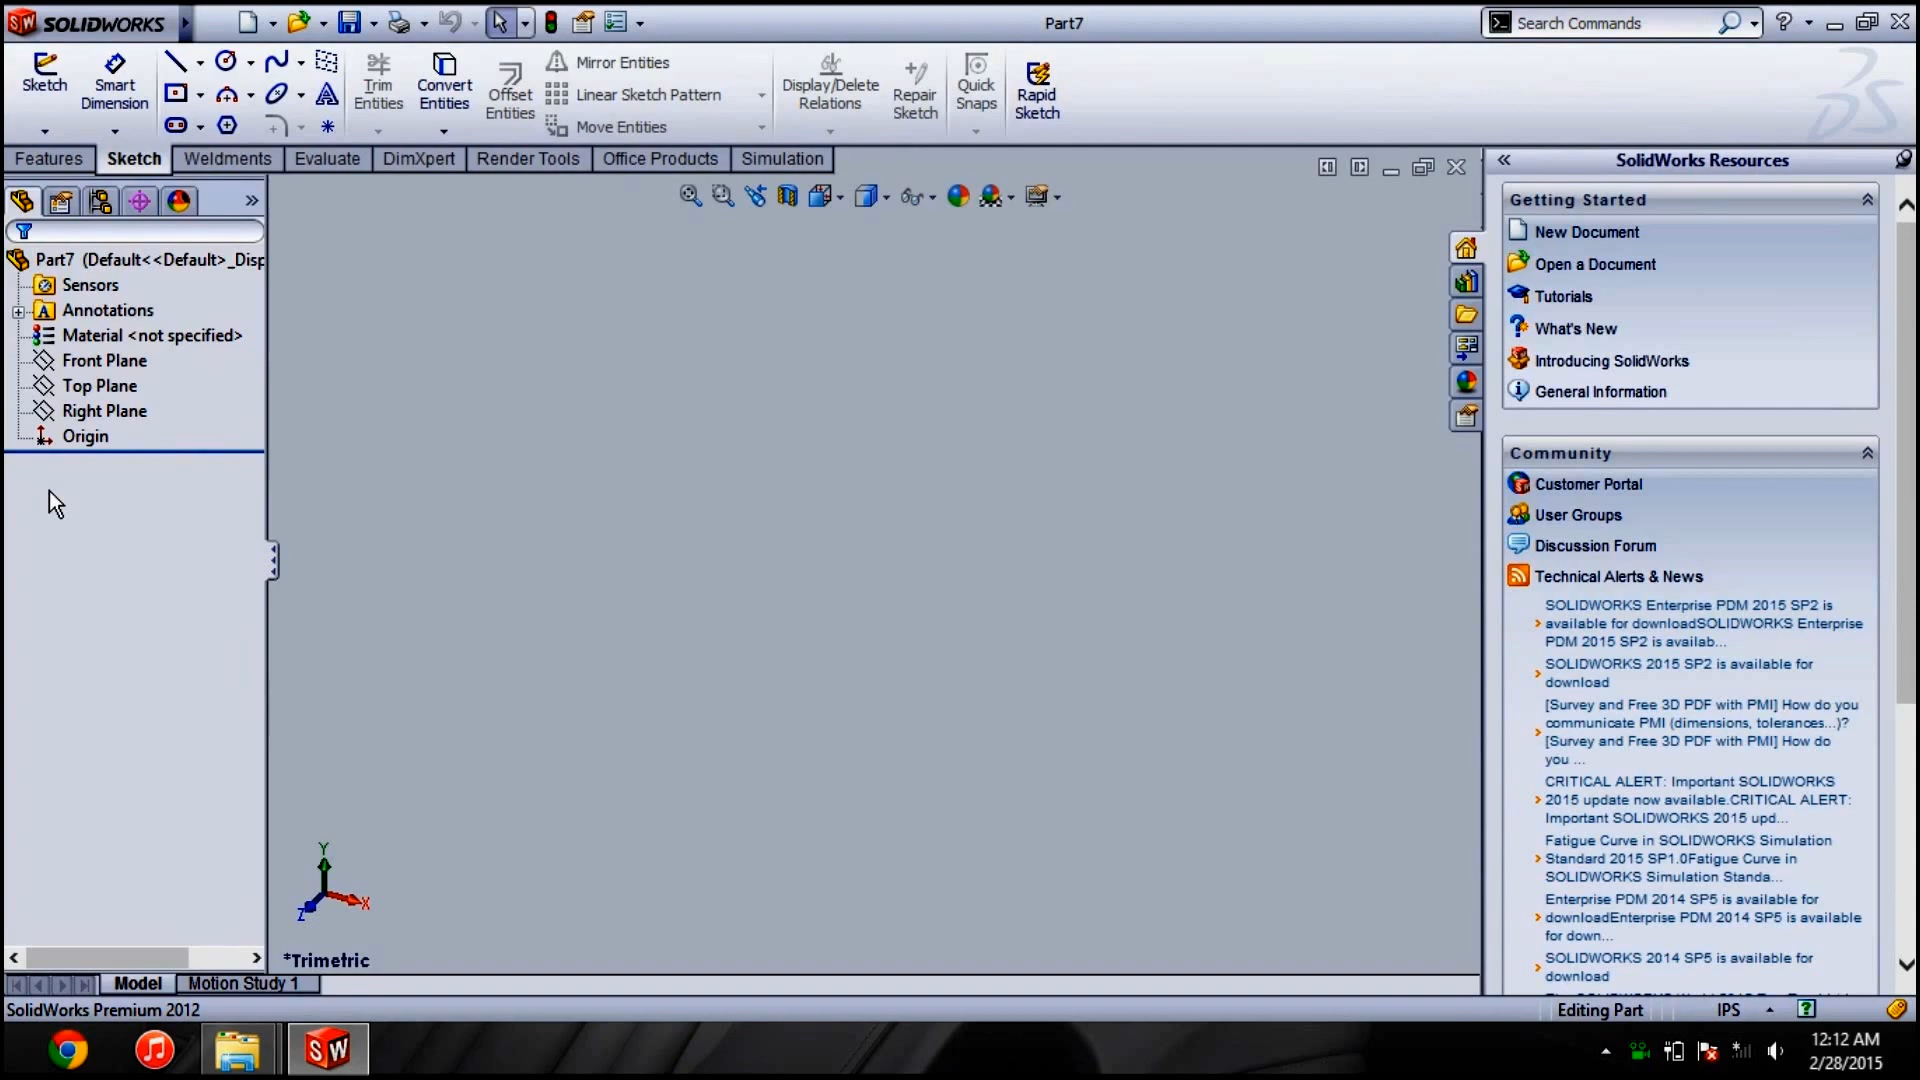 SOLIDWORKS
Part7
Search Commands
Sketch
Smart
Dimension
Trim
Entities
Convert
Entities
Offset
Entities
Mirror Entities
Linear Sketch Pattern
Move Entities
Display/Delete
Relations
Repair
Sketch
Quick
Snaps
Rapid
Sketch
Features
Sketch
Weldments
Evaluate
DimXpert
Render Tools
Office Products
Simulation
Part7 (Default<<Default>_Disp
Sensors
Annotations
Material <not specified>
Front Plane
Top Plane
Right Plane
Origin
Y
X
Z
*Trimetric
SolidWorks Resources
Getting Started
New Document
Open a Document
Tutorials
What's New
Introducing SolidWorks
General Information
Community
Customer Portal
User Groups
Discussion Forum
Technical Alerts & News
SOLIDWORKS Enterprise PDM 2015 SP2 is
available for downloadSOLIDWORKS Enterprise
PDM 2015 SP2 is availab...
SOLIDWORKS 2015 SP2 is available for
download
[Survey and Free 3D PDF with PMI] How do you
communicate PMI (dimensions, tolerances...)?
[Survey and Free 3D PDF with PMI] How do
you ...
CRITICAL ALERT: Important SOLIDWORKS
2015 update now available.CRITICAL ALERT:
Important SOLIDWORKS 2015 upd...
Fatigue Curve in SOLIDWORKS Simulation
Standard 2015 SP1.0Fatigue Curve in
SOLIDWORKS Simulation Standa...
Enterprise PDM 2014 SP5 is available for
downloadEnterprise PDM 2014 SP5 is available
for down...
SOLIDWORKS 2014 SP5 is available for
download
Model
Motion Study 1
SolidWorks Premium 2012
Editing Part
IPS
12:12 AM
2/28/2015